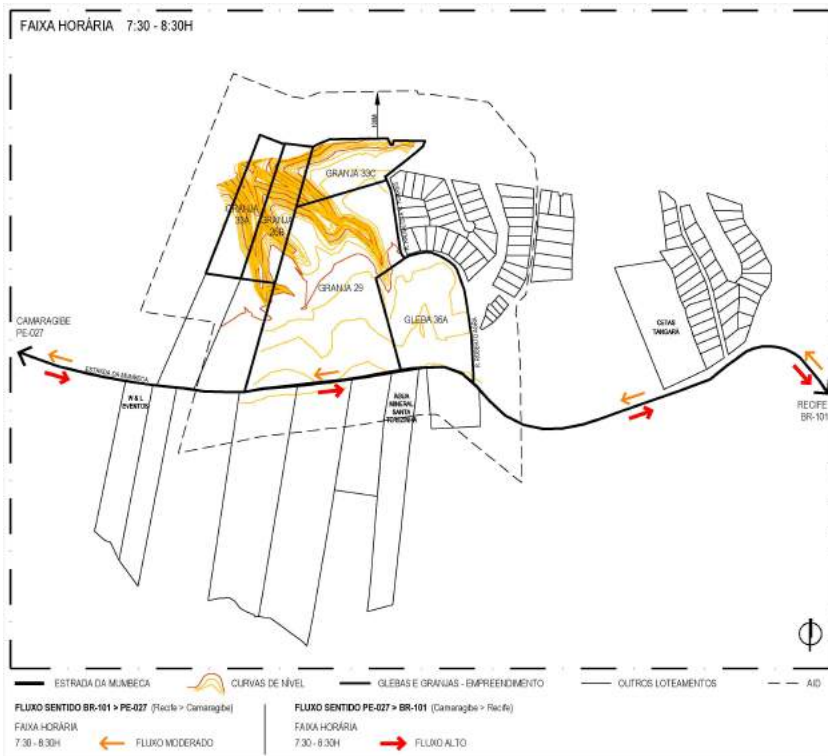 FAIXA HORÁRIA 7:30 - 8:30H
100M
GRANJA 33C
GRANJA
33A
GRANJA
GRANJA 29
GLEBA 36A
CETAS
TANGARÁ
CAMARAGIBE
PE-027
ESTRADA DA MUMBECA
W & L
EVENTOS
ÁGUA
MINERAL
SANTA
TEREZINHA
RECIFE
BR-101
ESTRADA DA MUMBECA
CURVAS DE NÍVEL
GLEBAS E GRANJAS - EMPREENDIMENTO
OUTROS LOTEAMENTOS
AID
FLUXO SENTIDO BR-101 > PE-027 (Recife > Camaragibe)
FAIXA HORÁRIA
7:30 - 8:30H
FLUXO MODERADO
FLUXO SENTIDO PE-027 > BR-101 (Camaragibe > Recife)
FAIXA HORÁRIA
7:30 - 8:30H
FLUXO ALTO